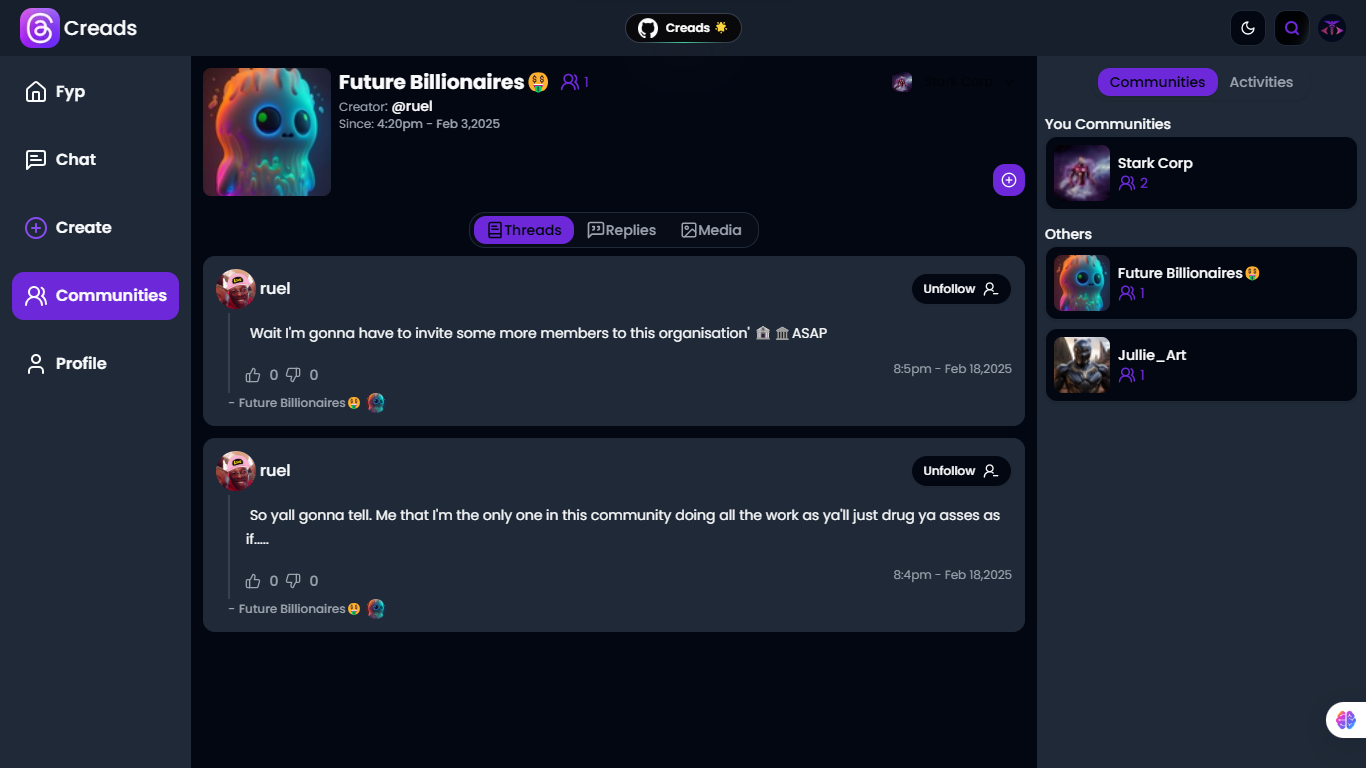 Creads
Creads 🌟
Fyp
Chat
Create
Communities
Profile
Future Billionaires🤑 1
Creator: @ruel
Since: 4:20pm - Feb 3,2025
Stark Corp
Threads Replies Media
ruel
Unfollow
Wait I'm gonna have to invite some more members to this organisation' 🏠 🏛️ASAP
0 0
8:5pm - Feb 18,2025
- Future Billionaires🤑
ruel
Unfollow
So yall gonna tell. Me that I'm the only one in this community doing all the work as ya'll just drug ya asses as
if.....
0 0
8:4pm - Feb 18,2025
- Future Billionaires🤑
Communities Activities
You Communities
Stark Corp
2
Others
Future Billionaires🤑
1
Jullie_Art
1